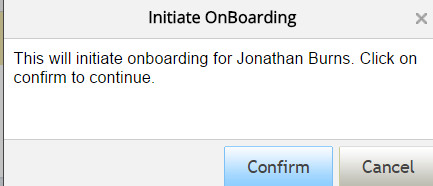 Initiate OnBoarding
This will initiate onboarding for Jonathan Burns. Click on
confirm to continue.
Confirm Cancel